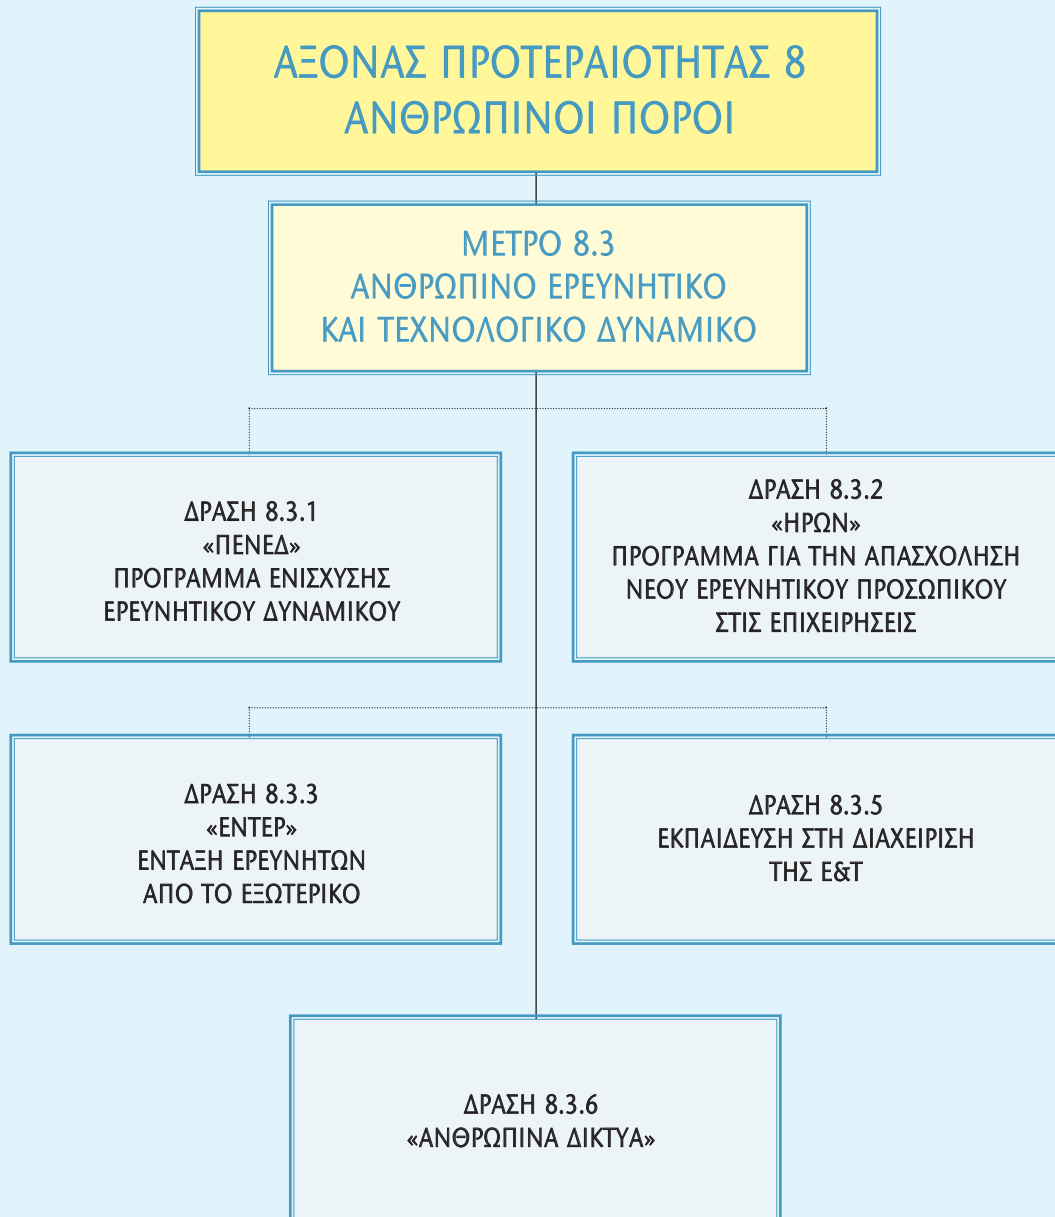 ΑΞΟΝΑΣ ΠΡΟΤΕΡΑΙΟΤΗΤΑΣ 8
ΑΝΘΡΩΠΙΝΟΙ ΠΟΡΟΙ
ΜΕΤΡΟ 8.3
ΑΝΘΡΩΠΙΝΟ ΕΡΕΥΝΗΤΙΚΟ
ΚΑΙ ΤΕΧΝΟΛΟΓΙΚΟ ΔΥΝΑΜΙΚΟ
ΔΡΑΣΗ 8.3.1
«ΠΕΝΕΔ»
ΠΡΟΓΡΑΜΜΑ ΕΝΙΣΧΥΣΗΣ
ΕΡΕΥΝΗΤΙΚΟΥ ΔΥΝΑΜΙΚΟΥ
ΔΡΑΣΗ 8.3.2
«ΗΡΩΝ»
ΠΡΟΓΡΑΜΜΑ ΓΙΑ ΤΗΝ ΑΠΑΣΧΟΛΗΣΗ
ΝΕΟΥ ΕΡΕΥΝΗΤΙΚΟΥ ΠΡΟΣΩΠΙΚΟΥ
ΣΤΙΣ ΕΠΙΧΕΙΡΗΣΕΙΣ
ΔΡΑΣΗ 8.3.3
«ΕΝΤΕΡ»
ΕΝΤΑΞΗ ΕΡΕΥΝΗΤΩΝ
ΑΠΟ ΤΟ ΕΞΩΤΕΡΙΚΟ
ΔΡΑΣΗ 8.3.5
ΕΚΠΑΙΔΕΥΣΗ ΣΤΗ ΔΙΑΧΕΙΡΙΣΗ
ΤΗΣ Ε&Τ
ΔΡΑΣΗ 8.3.6
«ΑΝΘΡΩΠΙΝΑ ΔΙΚΤΥΑ»